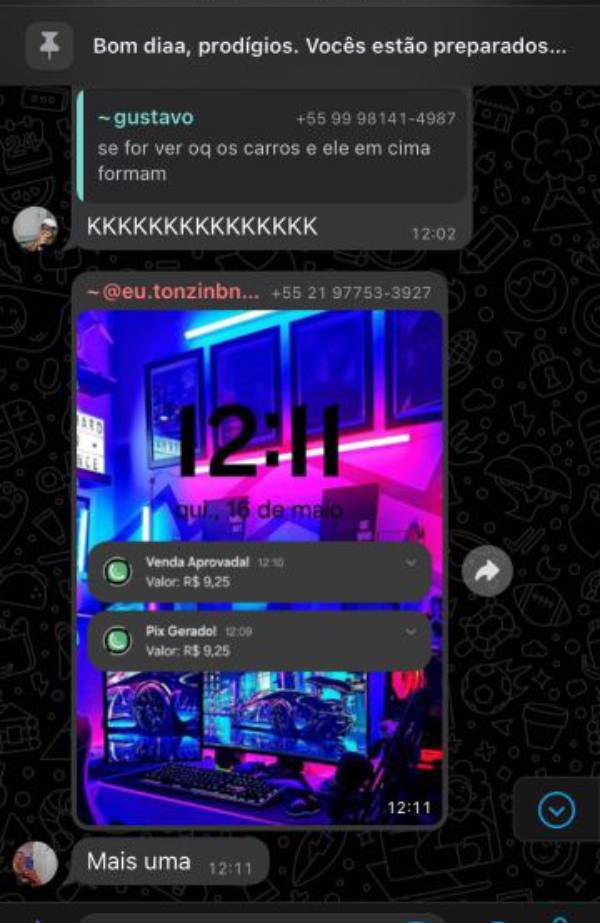 Bom diaa, prodígios. Vocês estão preparados...
~gustavo +55 99 98141-4987
se for ver oq os carros e ele em cima
formam
KKKKKKKKKKKKKKK 12:02
~@eu.tonzinbn... +55 21 97753-3927
12:11
qui., 16 de maio
Venda Aprovada! 12:10
Valor: R$ 9,25
Pix Gerado! 12:09
Valor: R$ 9,25
12:11
Mais uma 12:11